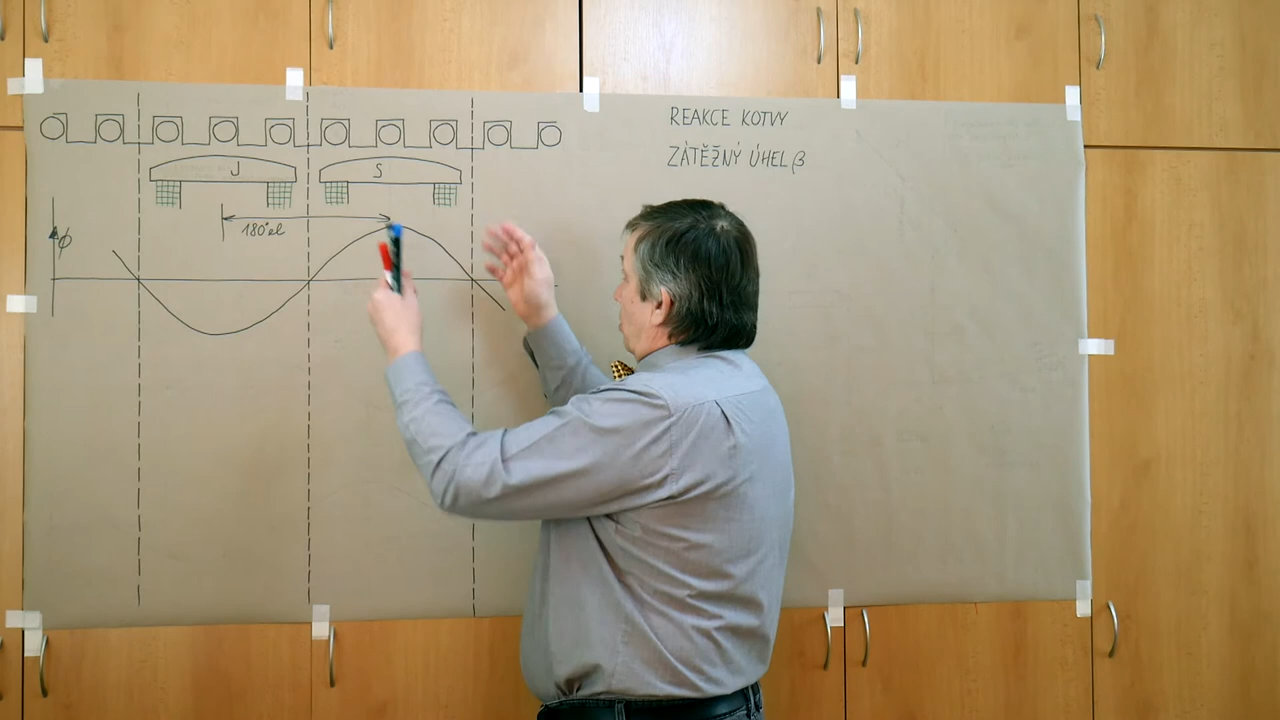 REAKCE KOTVY
ZÁTĚŽNÝ ÚHEL β
J S
180°el
ϕ